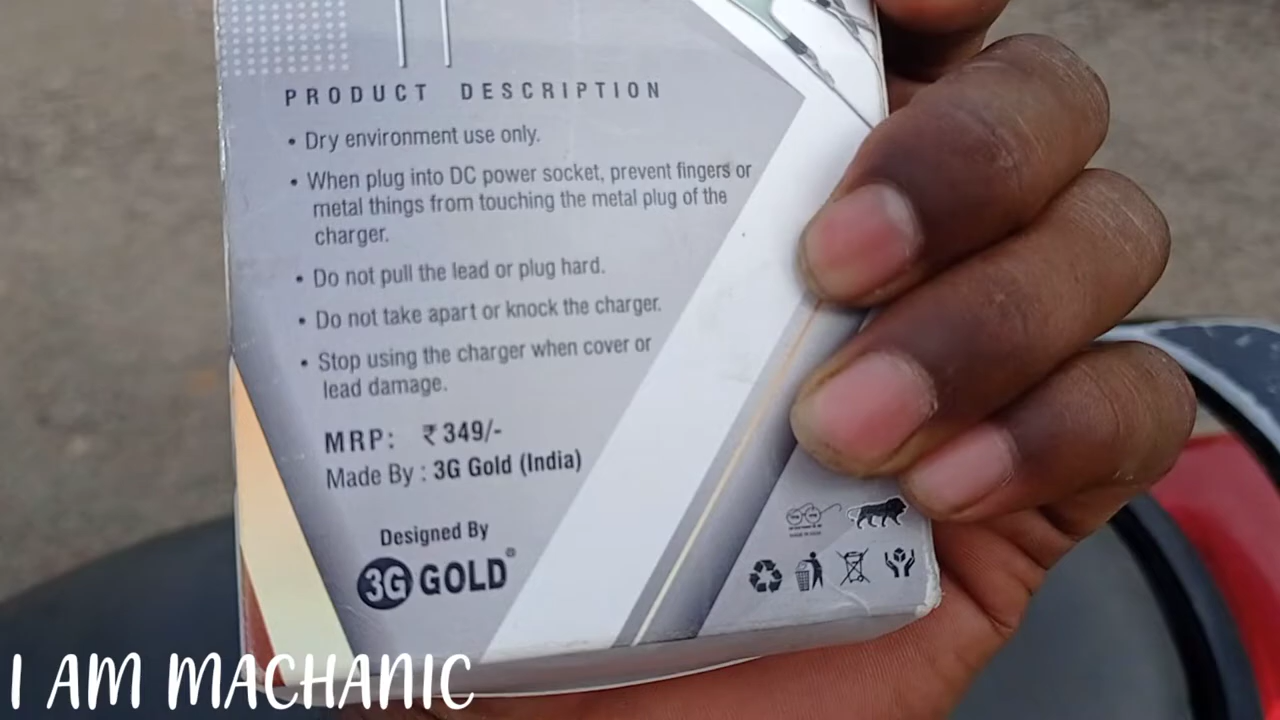 PRODUCT DESCRIPTION
• Dry environment use only.
• When plug into DC power socket, prevent fingers or
metal things from touching the metal plug of the
charger.
• Do not pull the lead or plug hard.
• Do not take apart or knock the charger.
• Stop using the charger when cover or
lead damage.
MRP: ₹ 349/-
Made By : 3G Gold (India)
Designed By
3G GOLD®
I AM MACHANIC